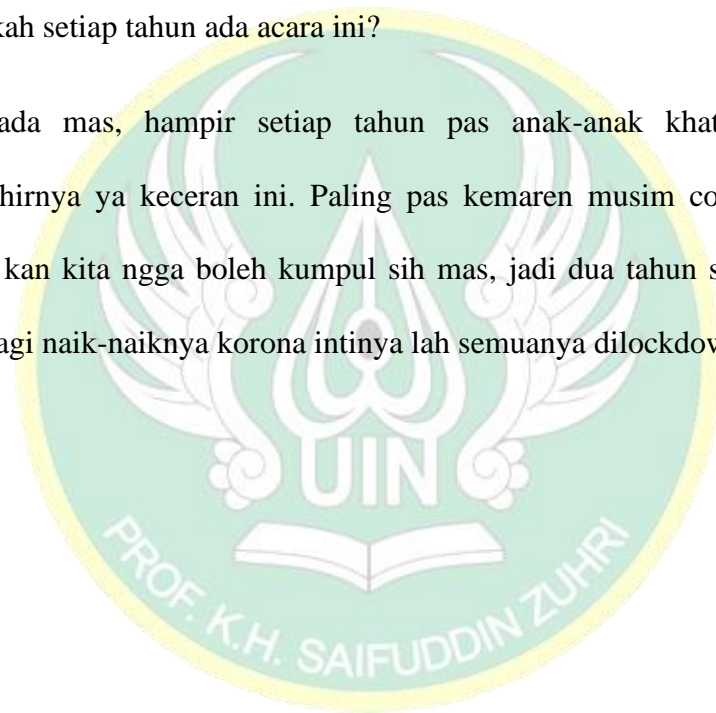 kah setiap tahun ada acara ini?
ada mas, hampir setiap tahun pas anak-anak khat
hirnya ya keceran ini. Paling pas kemaren musim co
kan kita ngga boleh kumpul sih mas, jadi dua tahun s
agi naik-naiknya korona intinya lah semuanya dilockdow
UIN
PROF. K.H. SAIFUDDIN ZUHRI